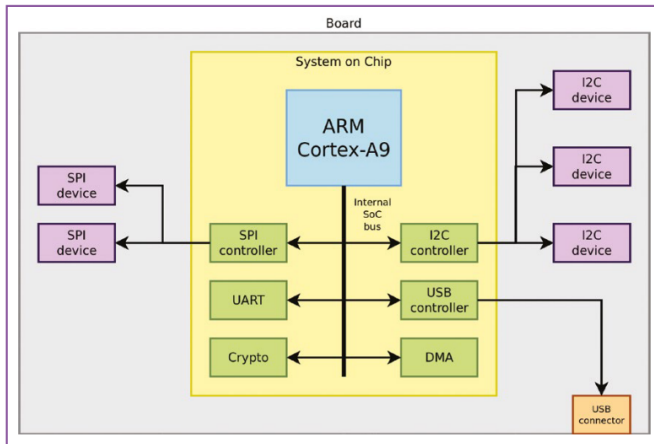 Board
System on Chip
ARM
Cortex-A9
Internal
SoC
bus
I2C
device
I2C
device
I2C
device
SPI
device
SPI
device
SPI
controller
I2C
controller
UART
USB
controller
Crypto
DMA
USB
connector